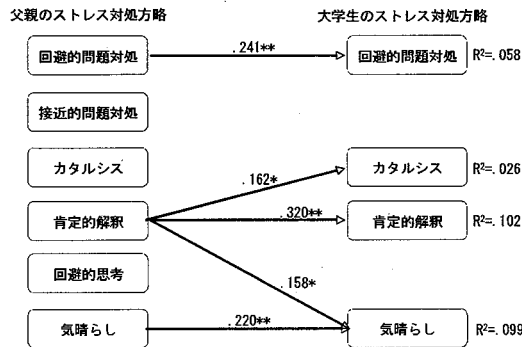 父親のストレス対処方略 大学生のストレス対処方略
回避的問題対処 .241** 回避的問題対処 R²=.058
接近的問題対処
カタルシス .162* カタルシス R²=.026
肯定的解釈 .320** 肯定的解釈 R²=.102
回避的思考 .158*
気晴らし .220** 気晴らし R²=.099